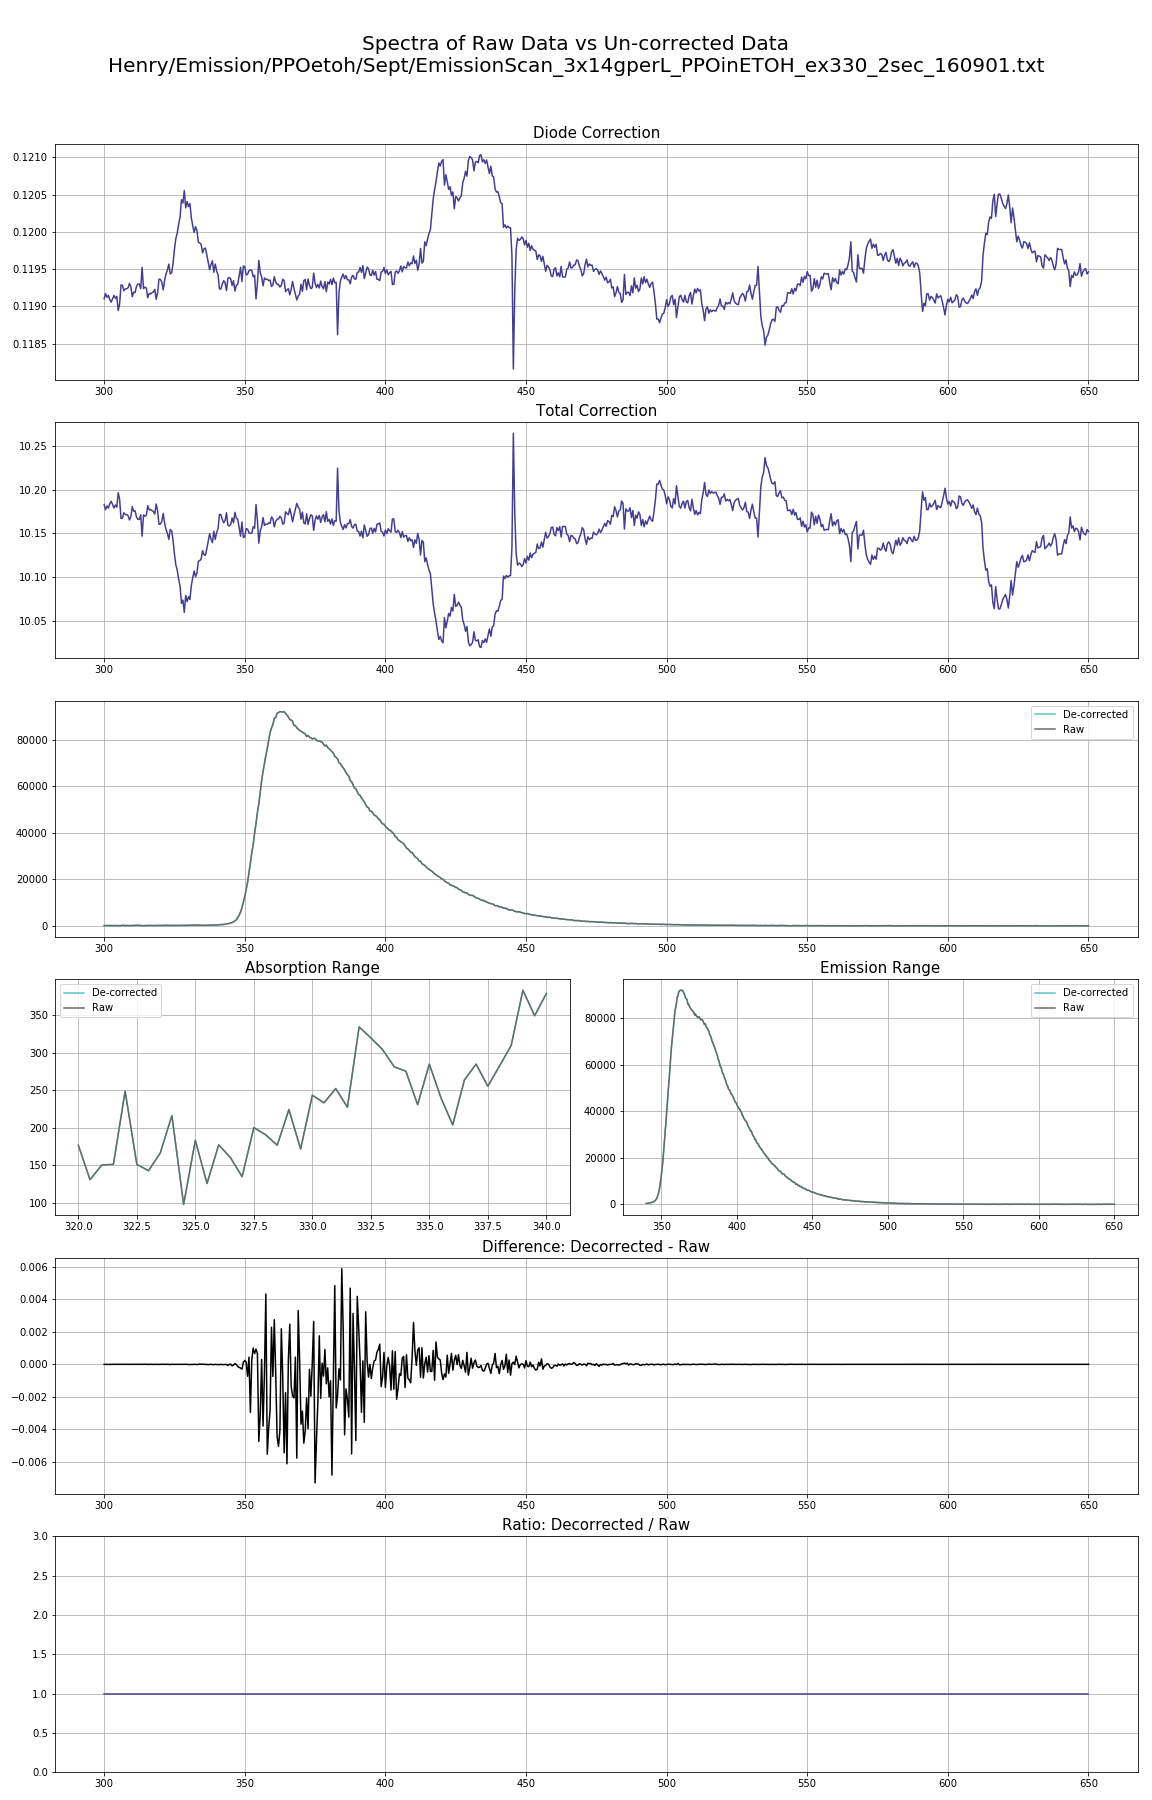 Spectra of Raw Data vs Un-corrected Data
Henry/Emission/PPOetoh/Sept/EmissionScan_3x14gperL_PPOinETOH_ex330_2sec_160901.txt
Diode Correction
0.1210
0.1205
0.1200
0.1195
0.1190
0.1185
300 350 400 450 500 550 600 650
Total Correction
10.25
10.20
10.15
10.10
10.05
300 350 400 450 500 550 600 650
De-corrected
Raw
80000
60000
40000
20000
0
300 350 400 450 500 550 600 650
Absorption Range
De-corrected
Raw
350
300
250
200
150
100
320.0 322.5 325.0 327.5 330.0 332.5 335.0 337.5 340.0
Emission Range
De-corrected
Raw
80000
60000
40000
20000
0
350 400 450 500 550 600 650
Difference: Decorrected - Raw
0.006
0.004
0.002
0.000
−0.002
−0.004
−0.006
300 350 400 450 500 550 600 650
Ratio: Decorrected / Raw
3.0
2.5
2.0
1.5
1.0
0.5
0.0
300 350 400 450 500 550 600 650